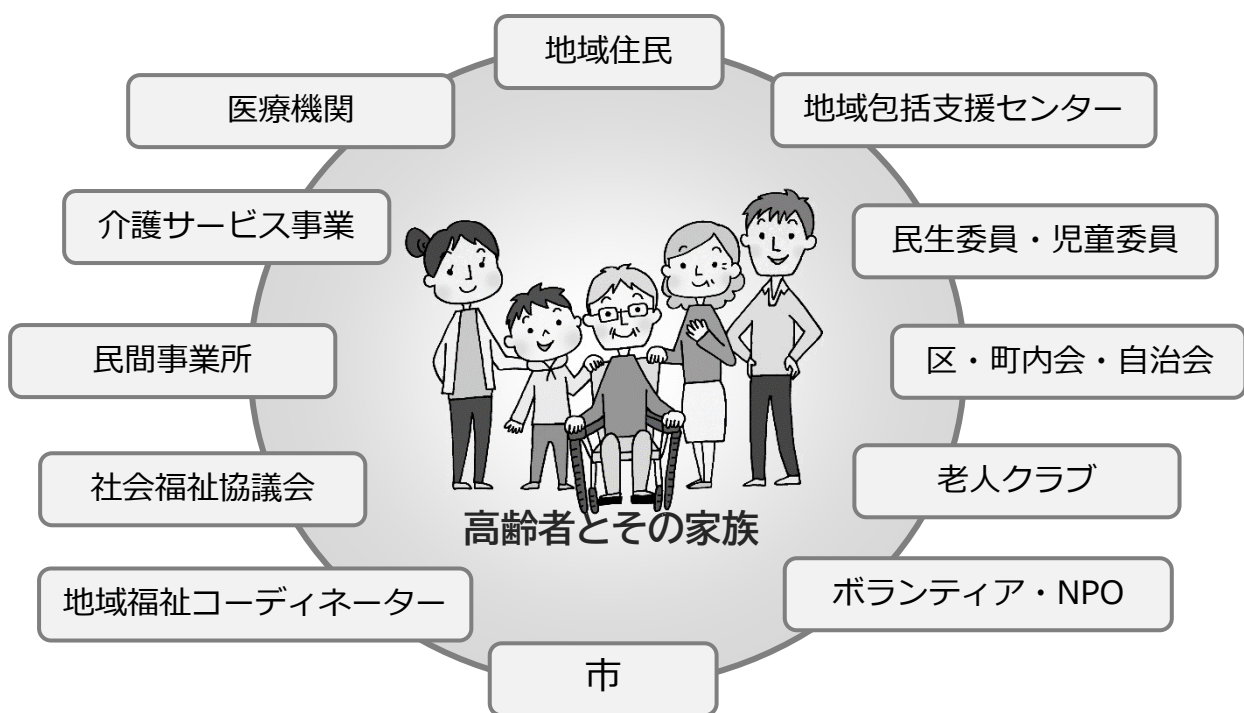 地域住民
医療機関
地域包括支援センター
介護サービス事業
民生委員・児童委員
民間事業所
区・町内会・自治会
社会福祉協議会
老人クラブ
高齢者とその家族
地域福祉コーディネーター
ボランティア・NPO
市